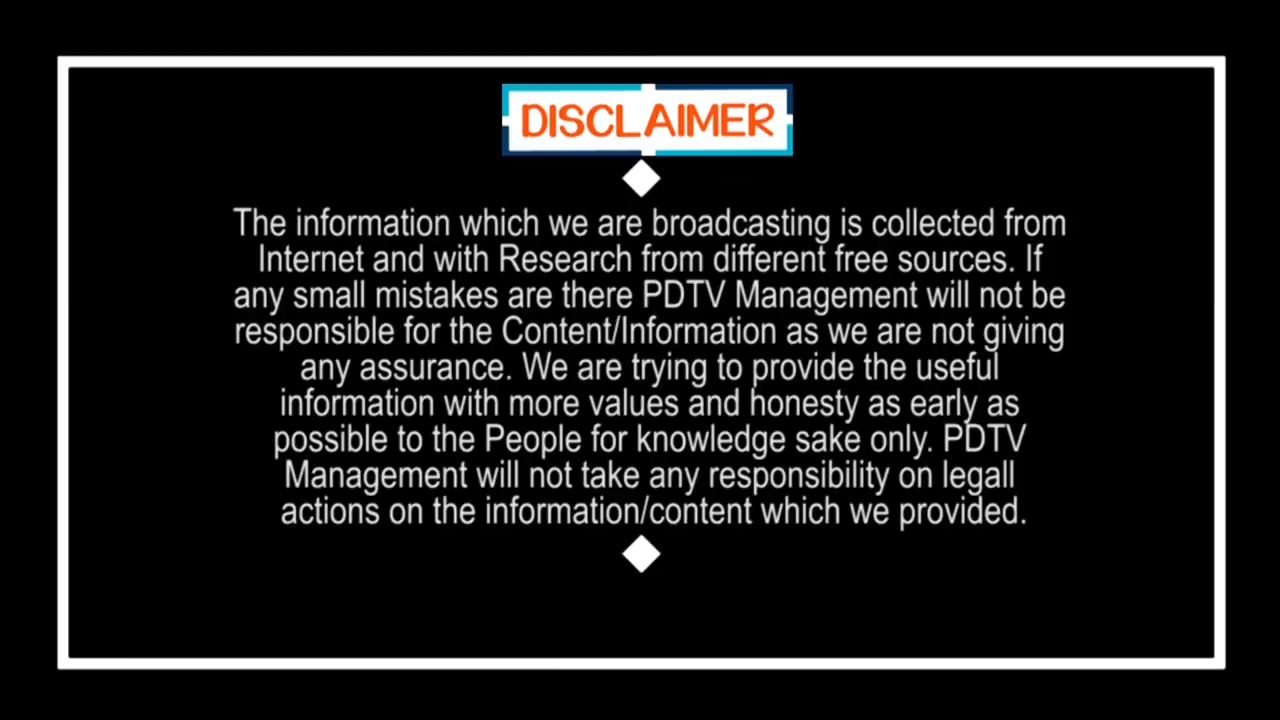 DISCLAIMER
The information which we are broadcasting is collected from
Internet and with Research from different free sources. If
any small mistakes are there PDTV Management will not be
responsible for the Content/Information as we are not giving
any assurance. We are trying to provide the useful
information with more values and honesty as early as
possible to the People for knowledge sake only. PDTV
Management will not take any responsibility on legall
actions on the information/content which we provided.